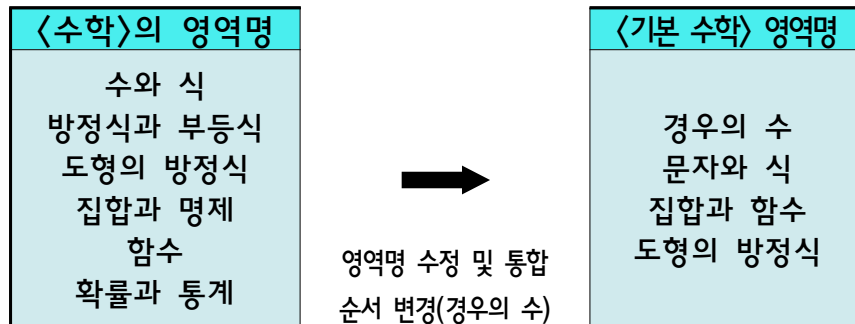 〈수학〉의 영역명
수와 식
방정식과 부등식
도형의 방정식
집합과 명제
함수
확률과 통계
영역명 수정 및 통합
순서 변경(경우의 수)
〈기본 수학〉 영역명
경우의 수
문자와 식
집합과 함수
도형의 방정식